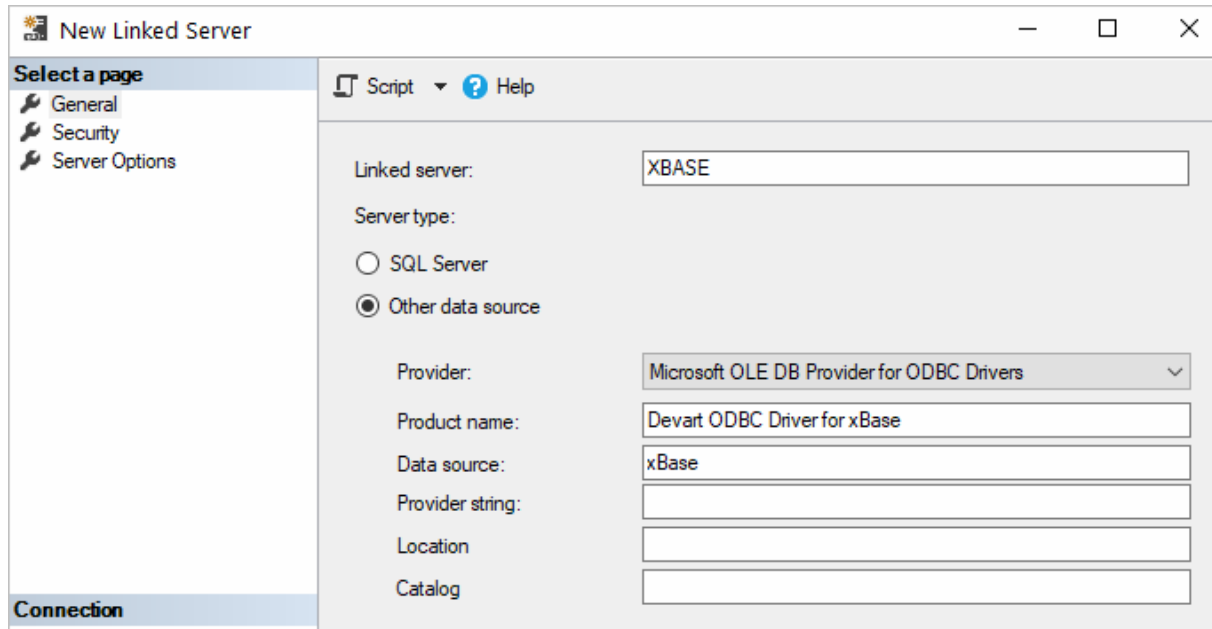 New Linked Server
Select a page
General
Security
Server Options
Connection
Script Help
Linked server: XBASE
Server type:
SQL Server
Other data source
Provider: Microsoft OLE DB Provider for ODBC Drivers
Product name: Devart ODBC Driver for xBase
Data source: xBase
Provider string:
Location
Catalog